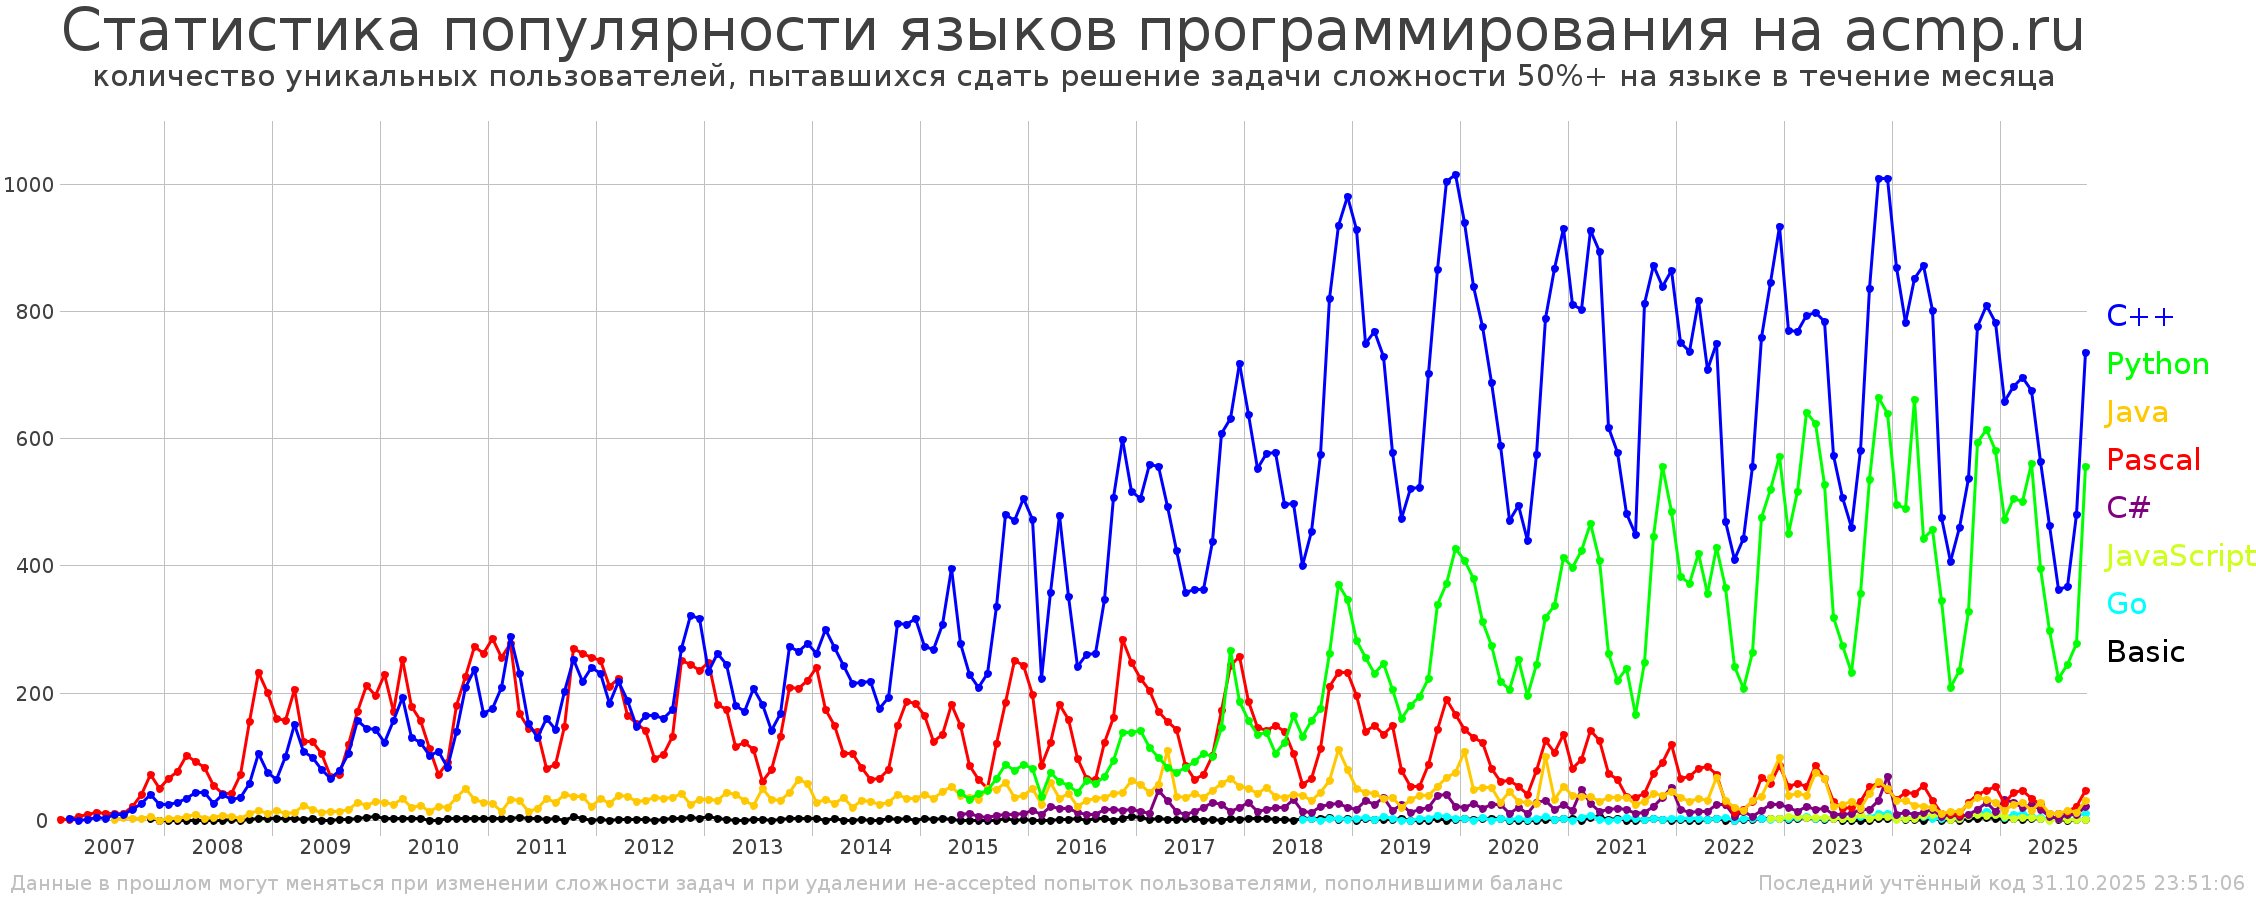 Статистика популярности языков программирования на acmp.ru
количество уникальных пользователей, пытавшихся сдать решение задачи сложности 50%+ на языке в течение месяца
1000
800
600
400
200
0
C++
Python
Java
Pascal
C#
JavaScript
Go
Basic
2007 2008 2009 2010 2011 2012 2013 2014 2015 2016 2017 2018 2019 2020 2021 2022 2023 2024 2025
Данные в прошлом могут меняться при изменении сложности задач и при удалении не-accepted попыток пользователями, пополнившими баланс
Последний учтённый код 31.10.2025 23:51:06